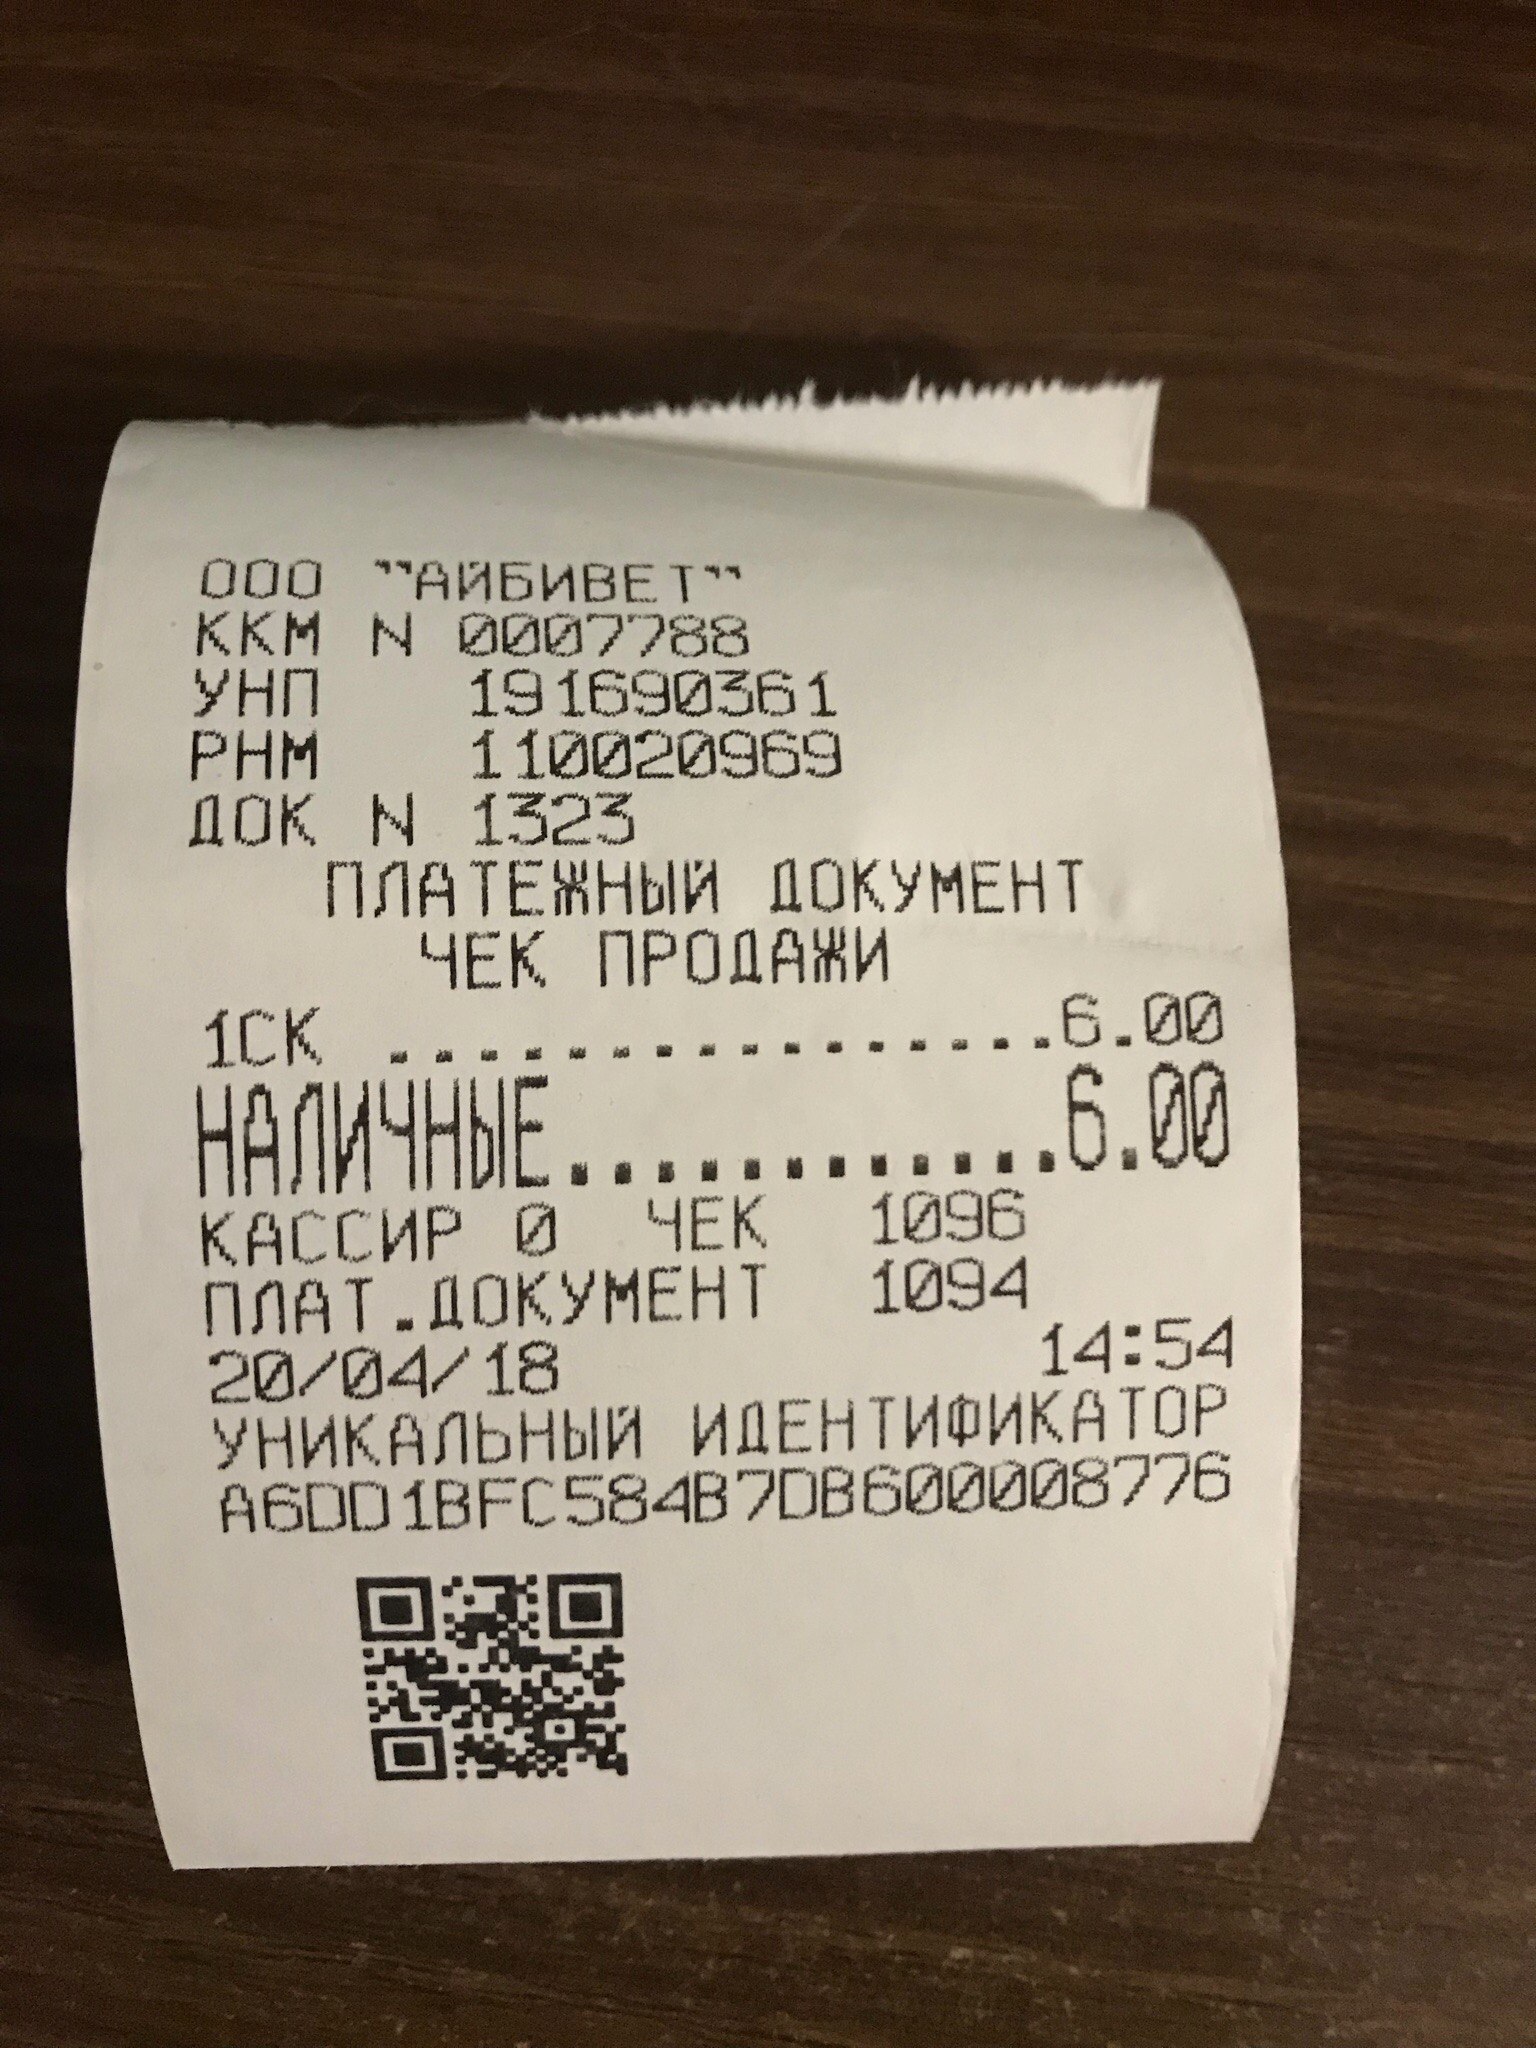 ООО "АЙБИВЕТ"
ККМ N 0007788
УНП 191690361
РНМ 110020969
ДОК N 1323
ПЛАТЕЖНЫЙ ДОКУМЕНТ
ЧЕК ПРОДАЖИ
1СК ................6.00
НАЛИЧНЫЕ............6.00
КАССИР 0 ЧЕК 1096
ПЛАТ.ДОКУМЕНТ 1094
20/04/18 14:54
УНИКАЛЬНЫЙ ИДЕНТИФИКАТОР
A6DD1BFC584B7DB600008776